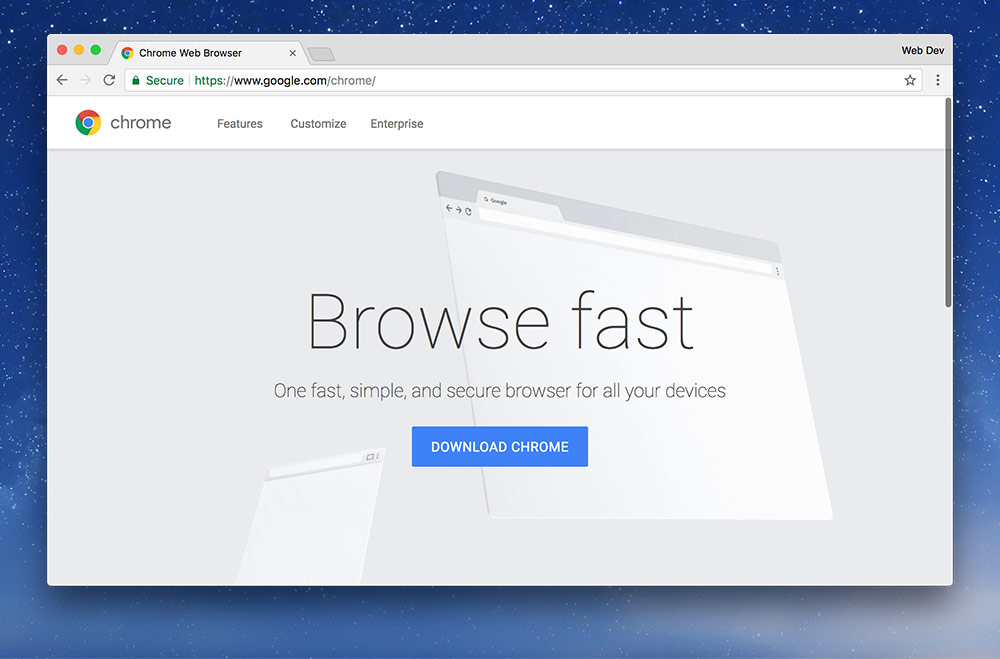 Chrome Web Browser
Web Dev
Secure https://www.google.com/chrome/
chrome Features Customize Enterprise
Google
Browse fast
One fast, simple, and secure browser for all your devices
DOWNLOAD CHROME